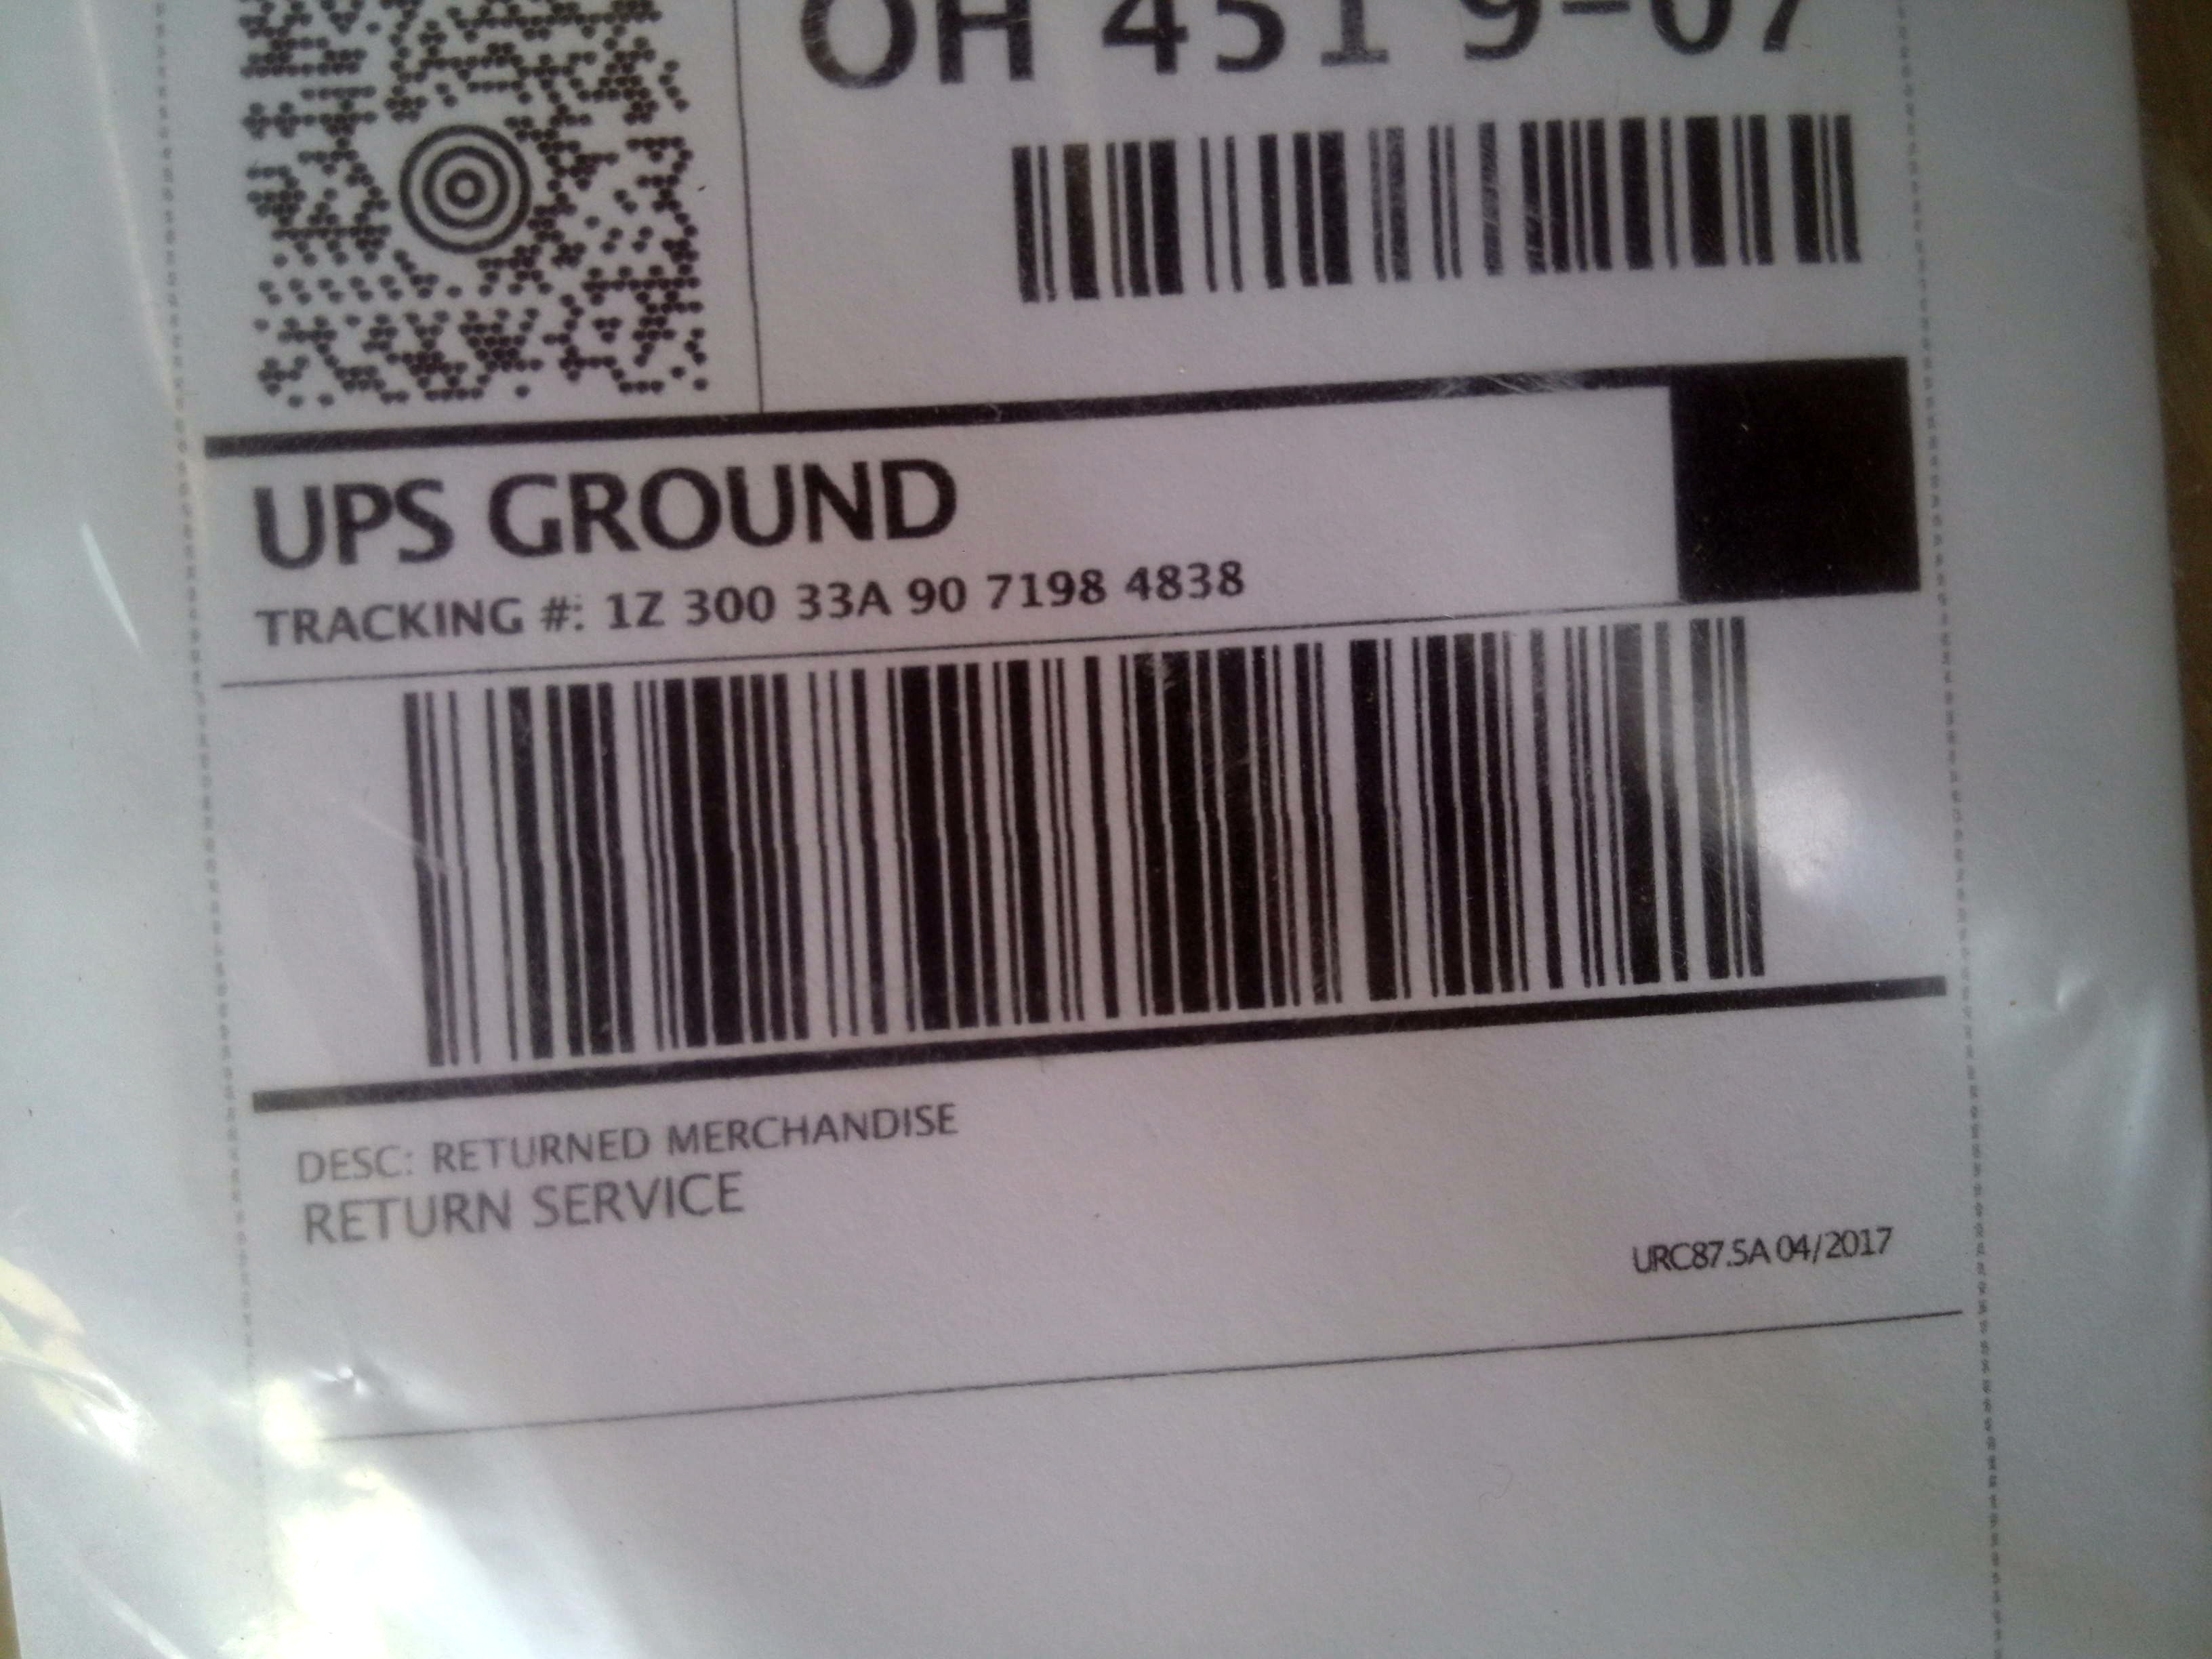 OH 451 9-07
UPS GROUND
TRACKING #: 1Z 300 33A 90 7198 4838
DESC: RETURNED MERCHANDISE
RETURN SERVICE
URC87.5A 04/2017